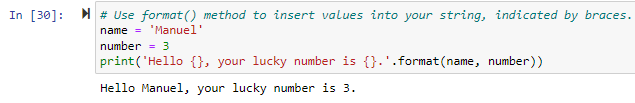 In [30]: # Use format() method to insert values into your string, indicated by braces.
name = 'Manuel'
number = 3
print('Hello {}, your lucky number is {}.'.format(name, number))
Hello Manuel, your lucky number is 3.